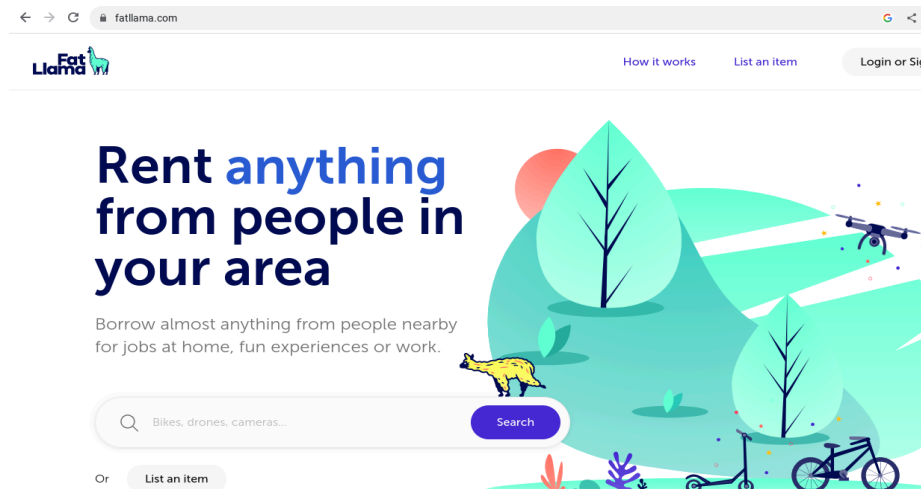 fatllama.com
Fat
Llama
How it works
List an item
Login or
Rent anything
from people in
your area
Borrow almost anything from people nearby
for jobs at home, fun experiences or work.
Bikes, drones, cameras...
Search
Or
List an item